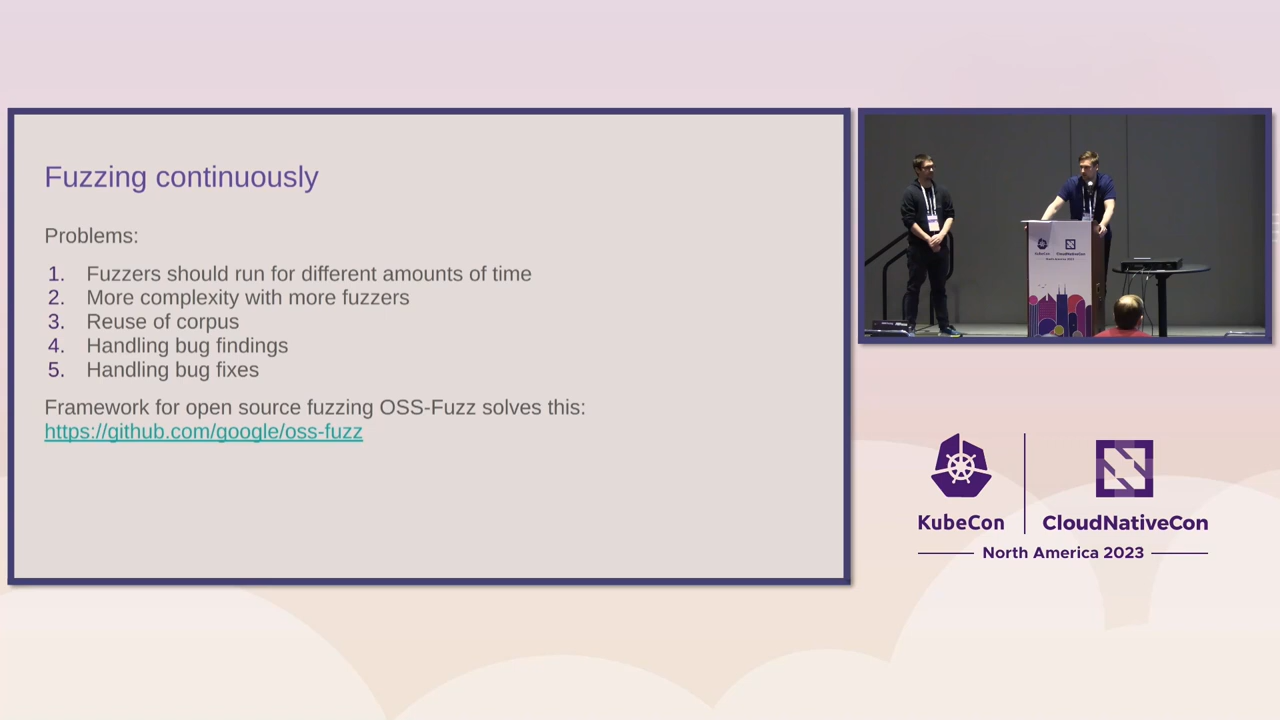 Fuzzing continuously
Problems:
1. Fuzzers should run for different amounts of time
2. More complexity with more fuzzers
3. Reuse of corpus
4. Handling bug findings
5. Handling bug fixes
Framework for open source fuzzing OSS-Fuzz solves this:
https://github.com/google/oss-fuzz
KubeCon CloudNativeCon
KubeCon CloudNativeCon
North America 2023